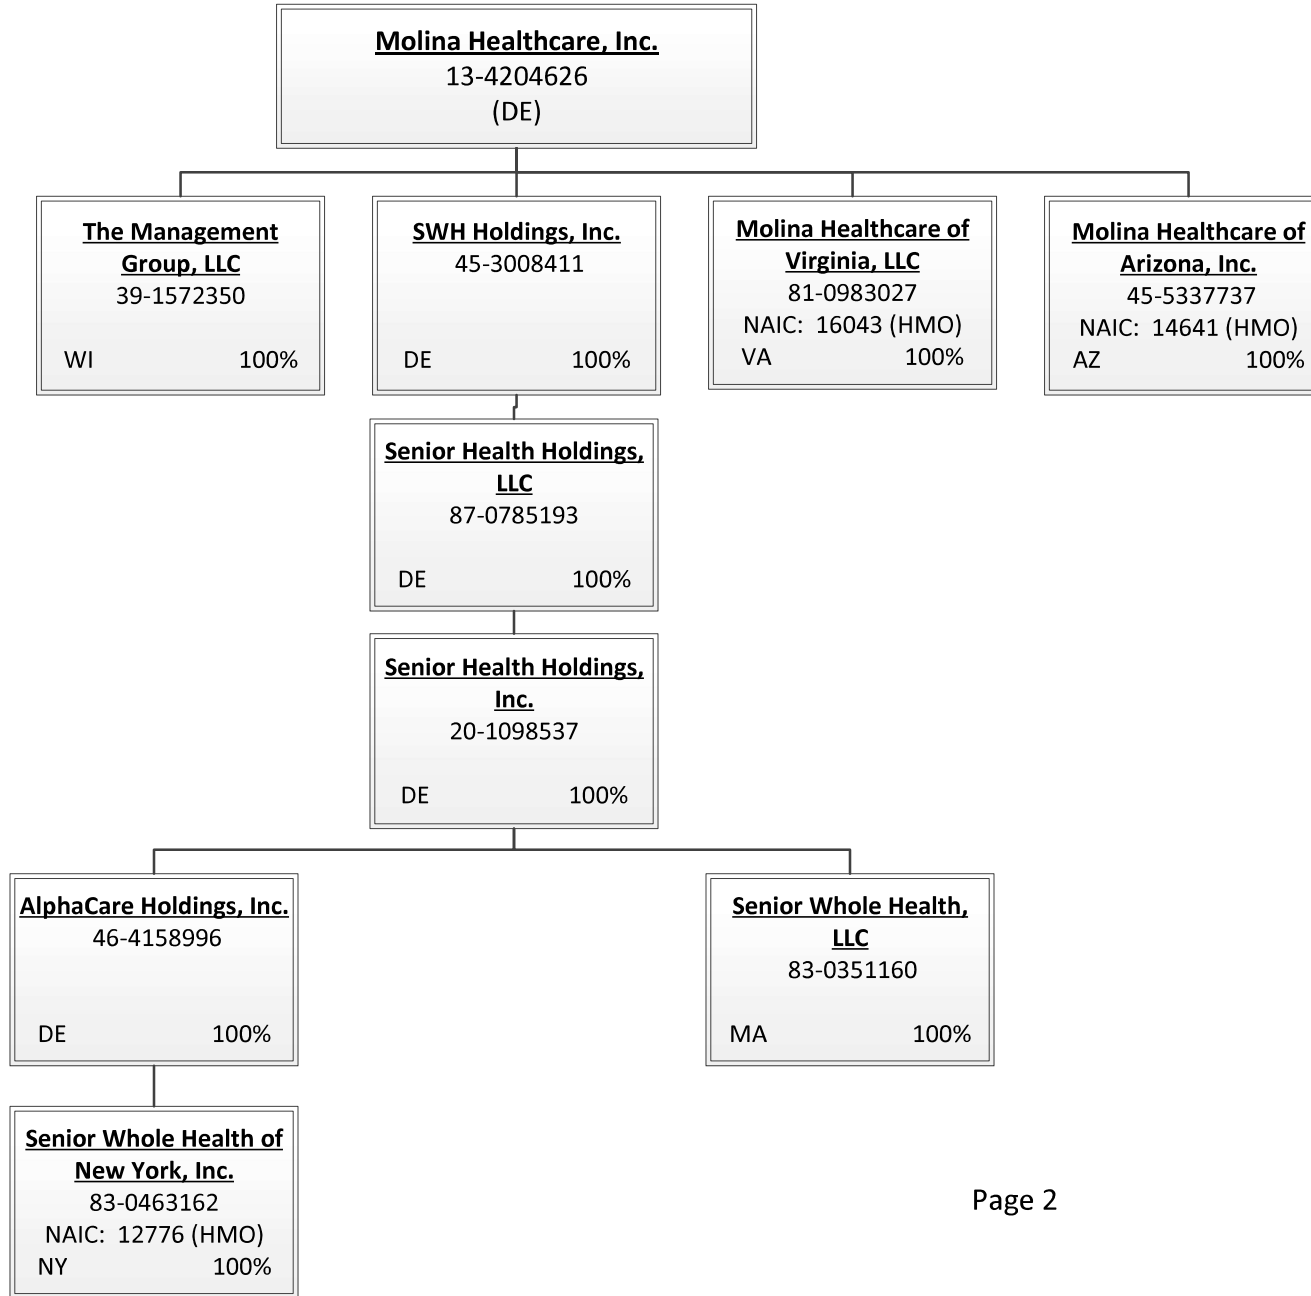 Molina Healthcare, Inc.
13-4204626
(DE)
The Management
Group, LLC
39-1572350
WI 100%
SWH Holdings, Inc.
45-3008411
DE 100%
Molina Healthcare of
Virginia, LLC
81-0983027
NAIC: 16043 (HMO)
VA 100%
Molina Healthcare of
Arizona, Inc.
45-5337737
NAIC: 14641 (HMO)
AZ 100%
Senior Health Holdings,
LLC
87-0785193
DE 100%
Senior Health Holdings,
Inc.
20-1098537
DE 100%
AlphaCare Holdings, Inc.
46-4158996
DE 100%
Senior Whole Health,
LLC
83-0351160
MA 100%
Senior Whole Health of
New York, Inc.
83-0463162
NAIC: 12776 (HMO)
NY 100%
Page 2